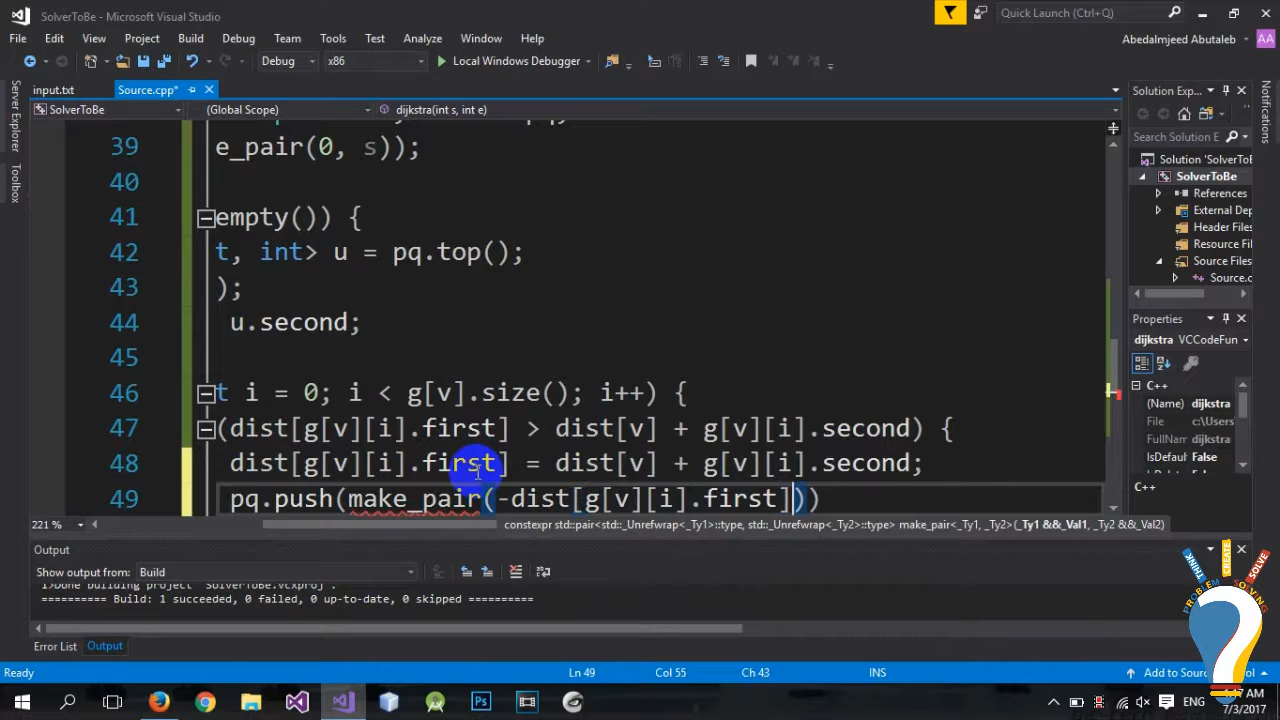 SolverToBe - Microsoft Visual Studio
Quick Launch (Ctrl+Q)
File Edit View Project Build Debug Team Tools Test Analyze Window Help
Abedalmjeed Abutaleb AA
Debug x86 Local Windows Debugger
input.txt Source.cpp*
Solution Exp...
SolverToBe (Global Scope) dijkstra(int s, int e)
Server Explorer
Toolbox
Notifications
Search Solution E
Solution 'SolverToB
SolverToBe
References
External Dep
Header Files
Resource Fi
Source Files
Source.c
39 e_pair(0, s));
40
41 empty()) {
42 t, int> u = pq.top();
43 );
44 u.second;
45
46 t i = 0; i < g[v].size(); i++) {
47 (dist[g[v][i].first] > dist[v] + g[v][i].second) {
48 dist[g[v][i].first] = dist[v] + g[v][i].second;
49 pq.push(make_pair(-dist[g[v][i].first]))
Properties
dijkstra VCCodeFun
C++
(Name) dijkstra
File c:\users\
FullName dijkstra
IsDefault
C++
221 %
constexpr std::pair<std::_Unrefwrap<_Ty1>::type, std::_Unrefwrap<_Ty2>::type> make_pair<_Ty1, _Ty2>(_Ty1 &&_Val1, _Ty2 &&_Val2)
Output
Show output from: Build
1>Done building project "SolverToBe.vcxproj".
========== Build: 1 succeeded, 0 failed, 0 up-to-date, 0 skipped ==========
Error List Output
Ready Ln 49 Col 55 Ch 43 INS Add to Sour
PROBLEM CREATE SOLVE SOLVING
ENG
7/3/2017